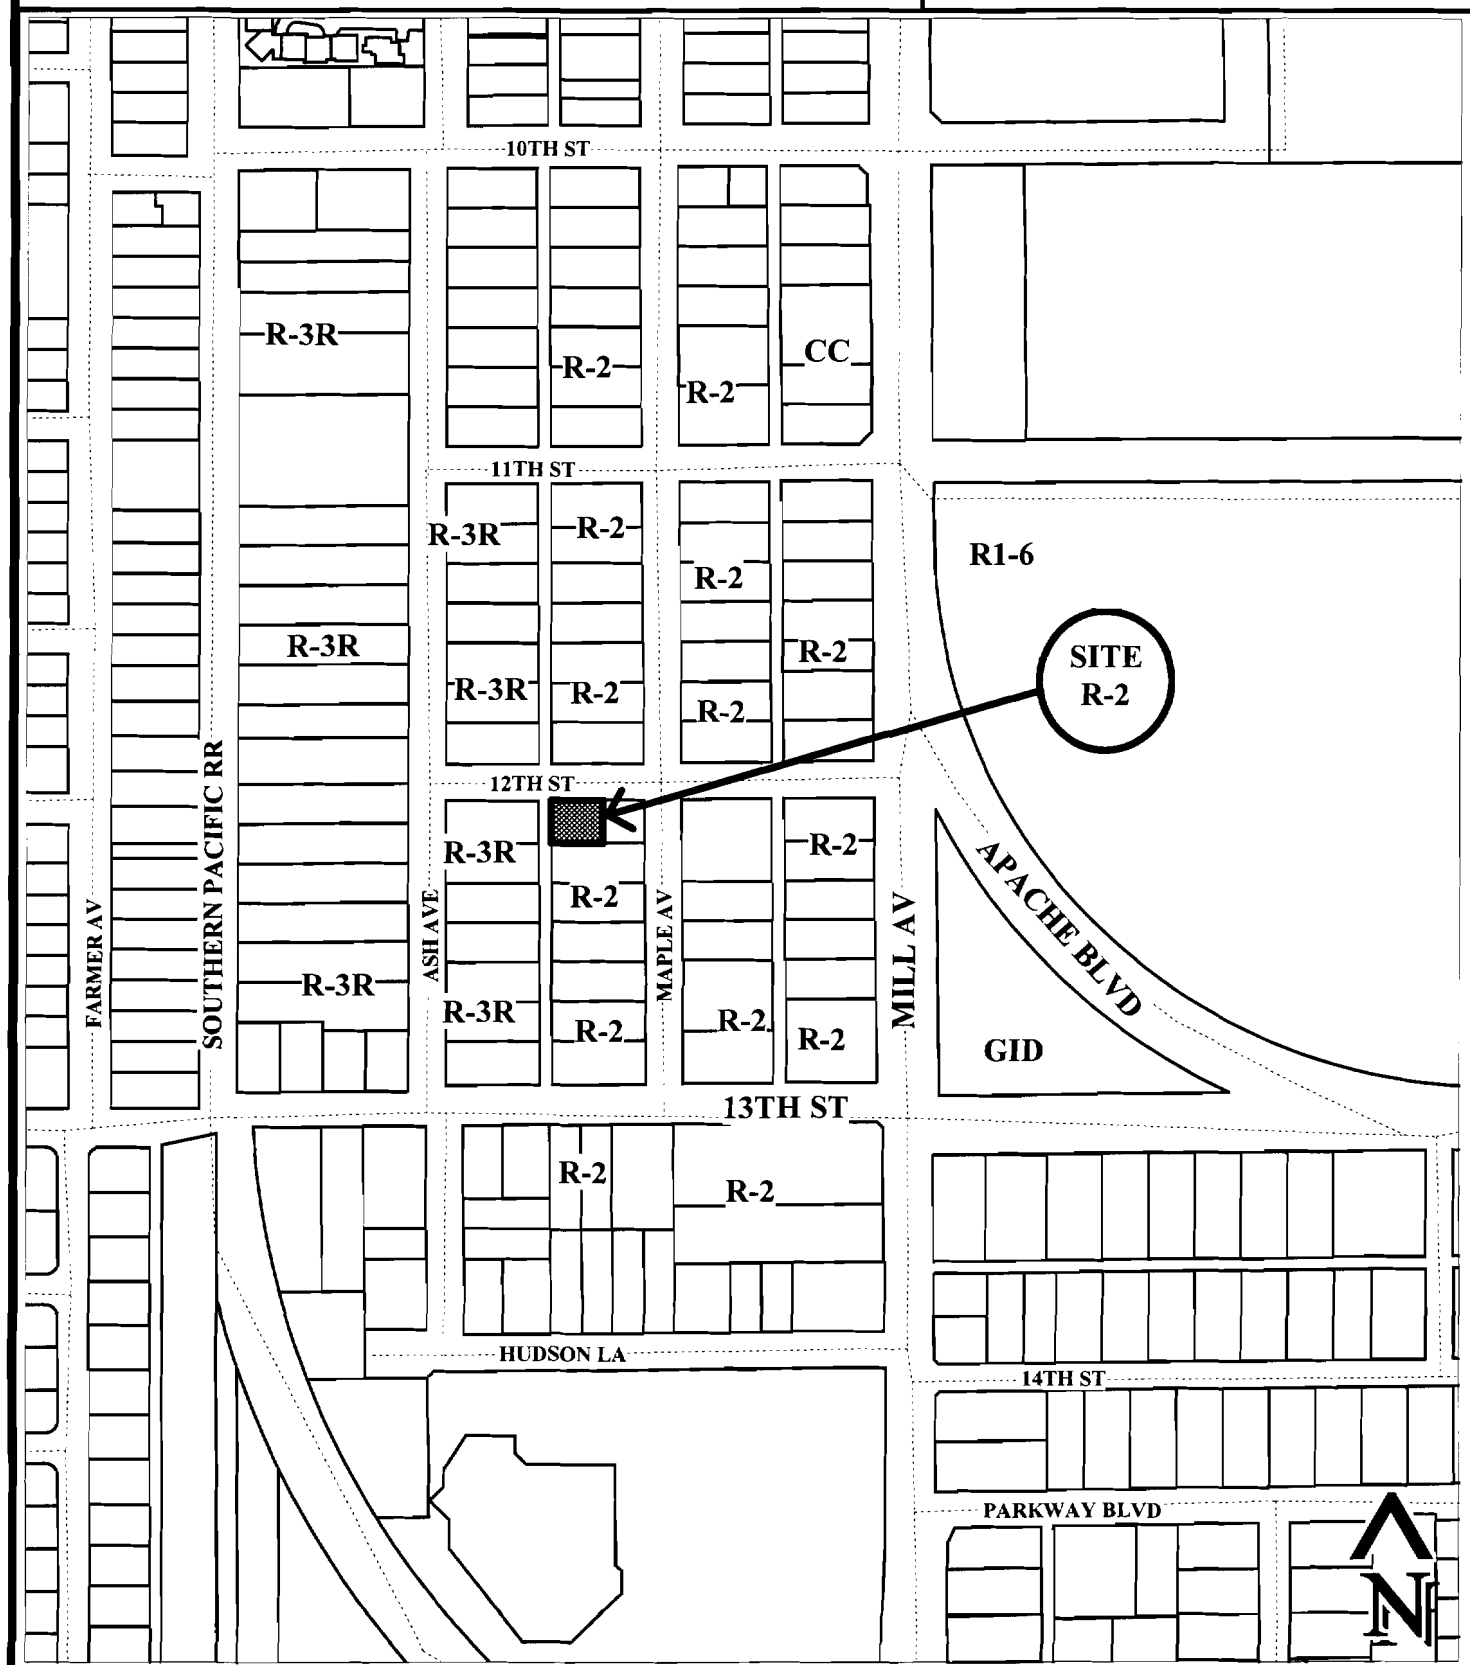 10TH ST
R-3R
R-2
R-2
CC
11TH ST
R-3R
R-2
R-2
R1-6
R-3R
R-2
SITE
R-2
R-3R
R-2
R-2
12TH ST
R-3R
R-2
R-2
FARMER AV
SOUTHERN PACIFIC RR
ASH AVE
MAPLE AV
MILL AV
APACHE BLVD
R-3R
R-3R
R-2
R-2
R-2
GID
13TH ST
R-2
R-2
HUDSON LA
14TH ST
PARKWAY BLVD
N